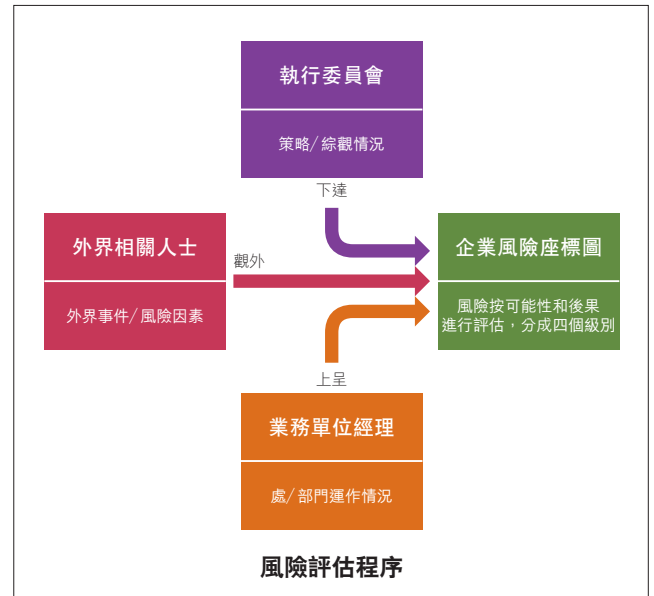 執行委員會
策略/綜觀情況
下達
外界相關人士
外界事件/風險因素
觀外
企業風險座標圖
風險按可能性和後果
進行評估，分成四個級別
上呈
業務單位經理
處/部門運作情況
風險評估程序